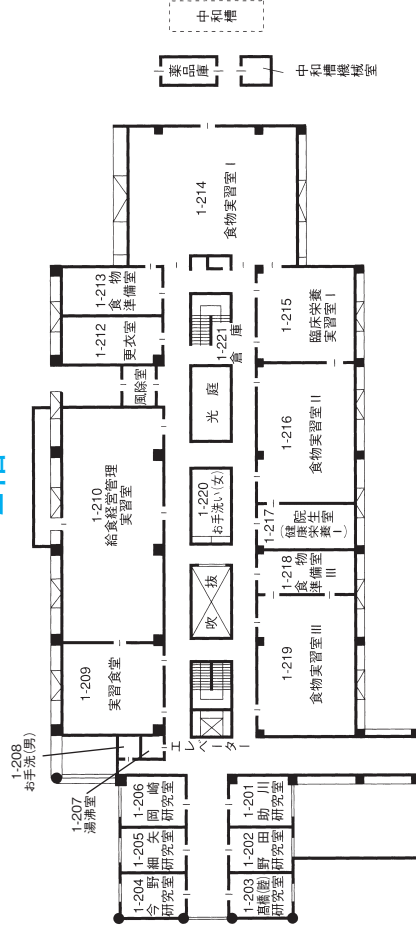 中和槽
薬品庫
中和槽機械室
1-214
食物実習室Ⅰ
1-213
食物準備室
1-212
更衣室
風除室
1-210
給食経営管理
実習室
1-209
実習食堂
1-208
お手洗(男)
1-207
湯沸室
1-221
倉庫
光庭
1-220
お手洗い(女)
吹抜
エレベーター
1-215
臨床栄養
実習室Ⅰ
1-216
食物実習室Ⅱ
1-217
院生室
(健康栄養Ⅰ)
1-218
食物準備室Ⅲ
1-219
食物実習室Ⅲ
1-206
岡崎
研究室
1-205
細矢
研究室
1-204
今野
研究室
1-201
助川
研究室
1-202
野田
研究室
1-203
髙橋(睦)
研究室